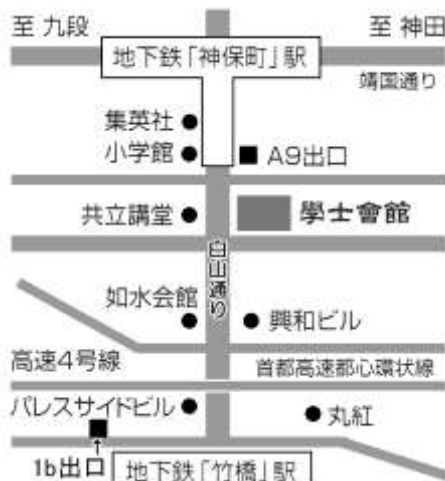 至 九段
至 神田
地下鉄「神保町」駅
靖国通り
集英社
小学館
A9出口
共立講堂
學士會館
白山通り
如水会館
興和ビル
高速4号線
首都高速都心環状線
パレスサイドビル
丸紅
1b出口
地下鉄「竹橋」駅